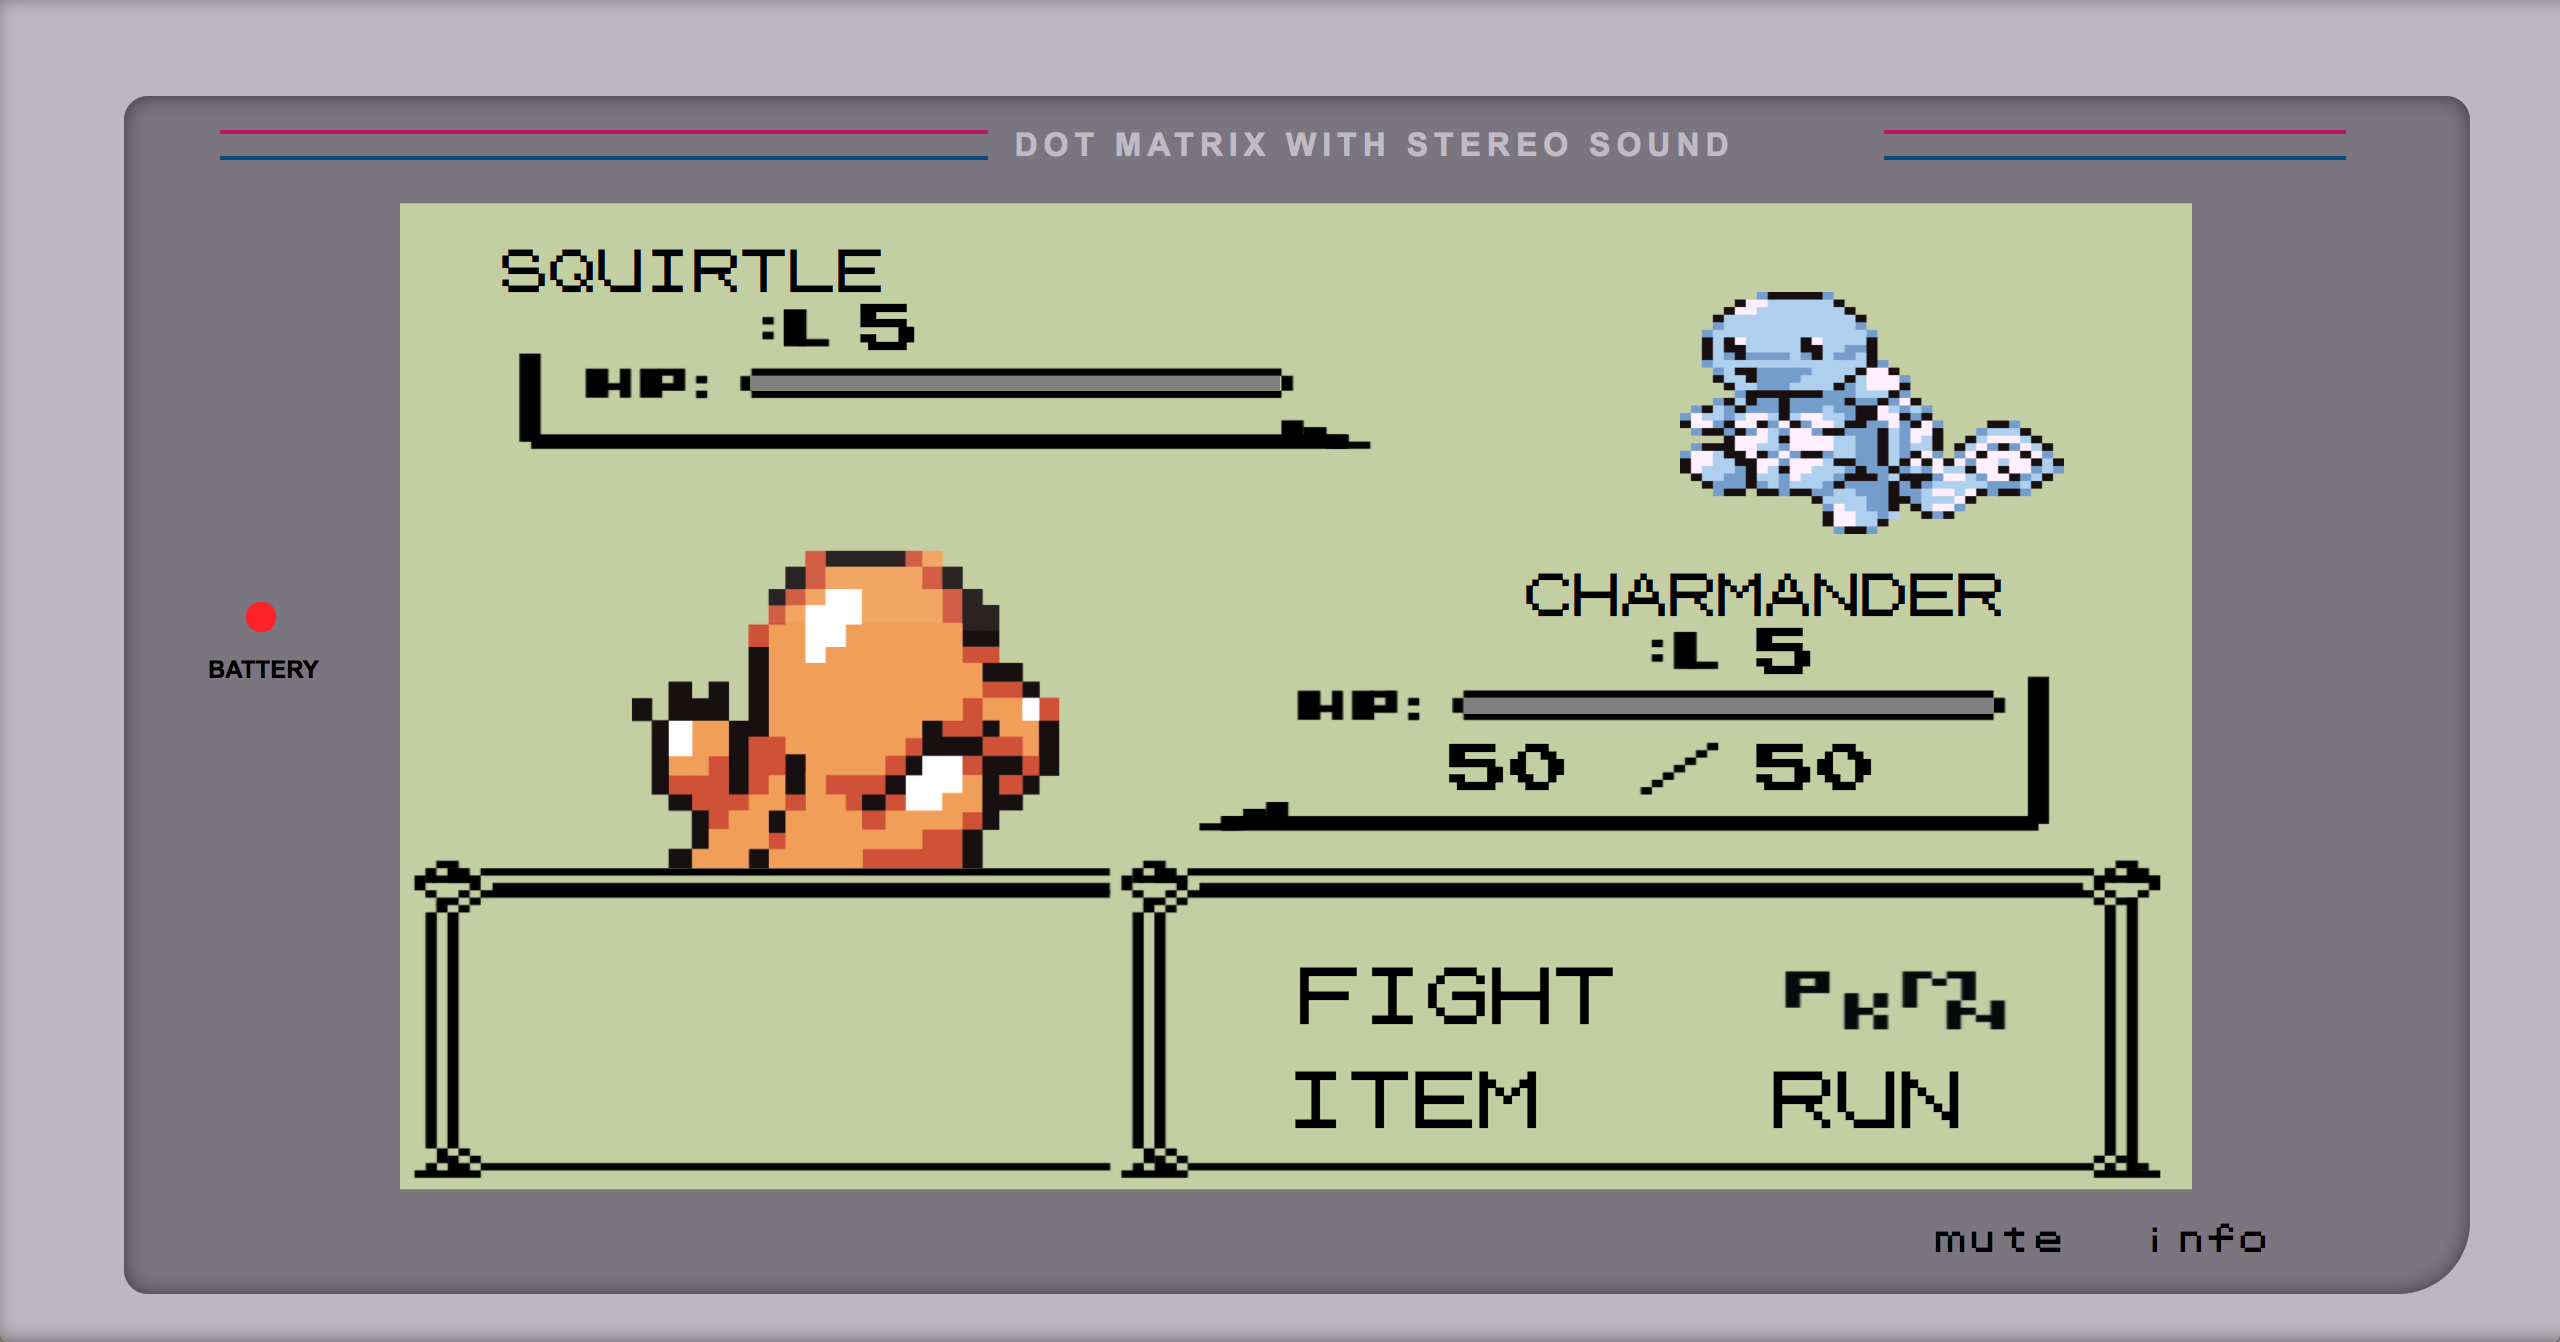 DOT MATRIX WITH STEREO SOUND
SQUIRTLE
:L 5
HP:
CHARMANDER
:L 5
HP:
50 / 50
BATTERY
FIGHT PKMN
ITEM RUN
mute info